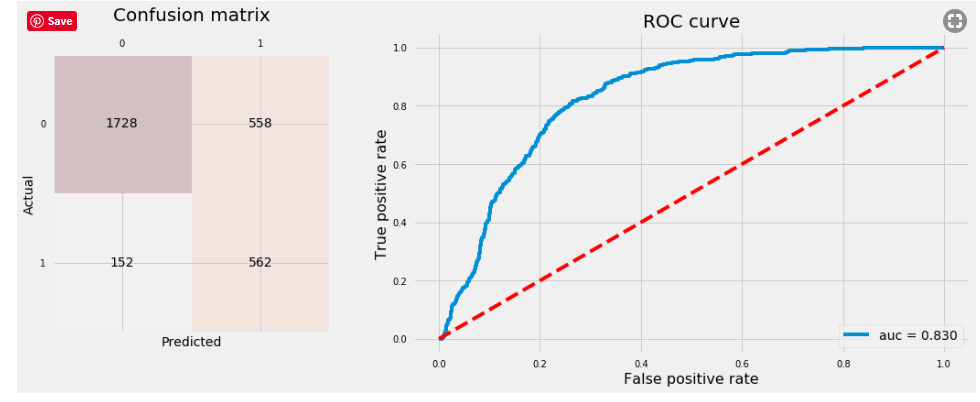 Save
Confusion matrix
0 1
0 1728 558
Actual
1 152 562
Predicted
ROC curve
1.0
0.8
0.6
0.4
0.2
0.0
True positive rate
0.0 0.2 0.4 0.6 0.8 1.0
False positive rate
auc = 0.830